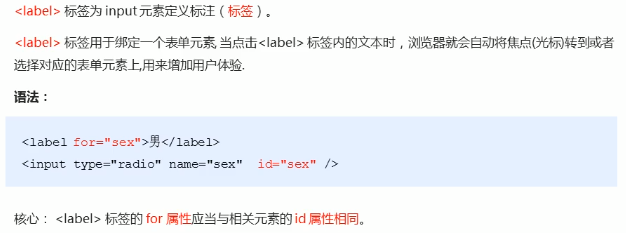 <label> 标签为 input 元素定义标注（标签）。
<label> 标签用于绑定一个表单元素, 当点击<label> 标签内的文本时，浏览器就会自动将焦点(光标)转到或者
选择对应的表单元素上,用来增加用户体验.
语法：
<label for="sex">男</label>
<input type="radio" name="sex"  id="sex" />
核心： <label> 标签的 for 属性应当与相关元素的 id 属性相同。